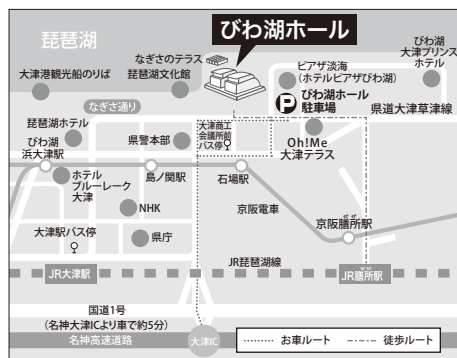 びわ湖ホール
琵琶湖
なぎさのテラス
大津港観光船のりば
琵琶湖文化館
ピアザ淡海
(ホテルピアザびわ湖)
びわ湖
大津プリンス
ホテル
なぎさ通り
P
びわ湖ホール
駐車場
県道大津草津線
琵琶湖ホテル
県警本部
大津商工
会議所前
バス停
Oh!Me
大津テラス
びわ湖
浜大津駅
島ノ関駅
石場駅
ホテル
ブルーレーク
大津
NHK
京阪電車
ぜぜ
京阪膳所駅
大津駅バス停
県庁
JR琵琶湖線
JR大津駅
ぜぜ
JR膳所駅
国道1号
(名神大津ICより車で約5分)
名神高速道路
大津IC
お車ルート
徒歩ルート